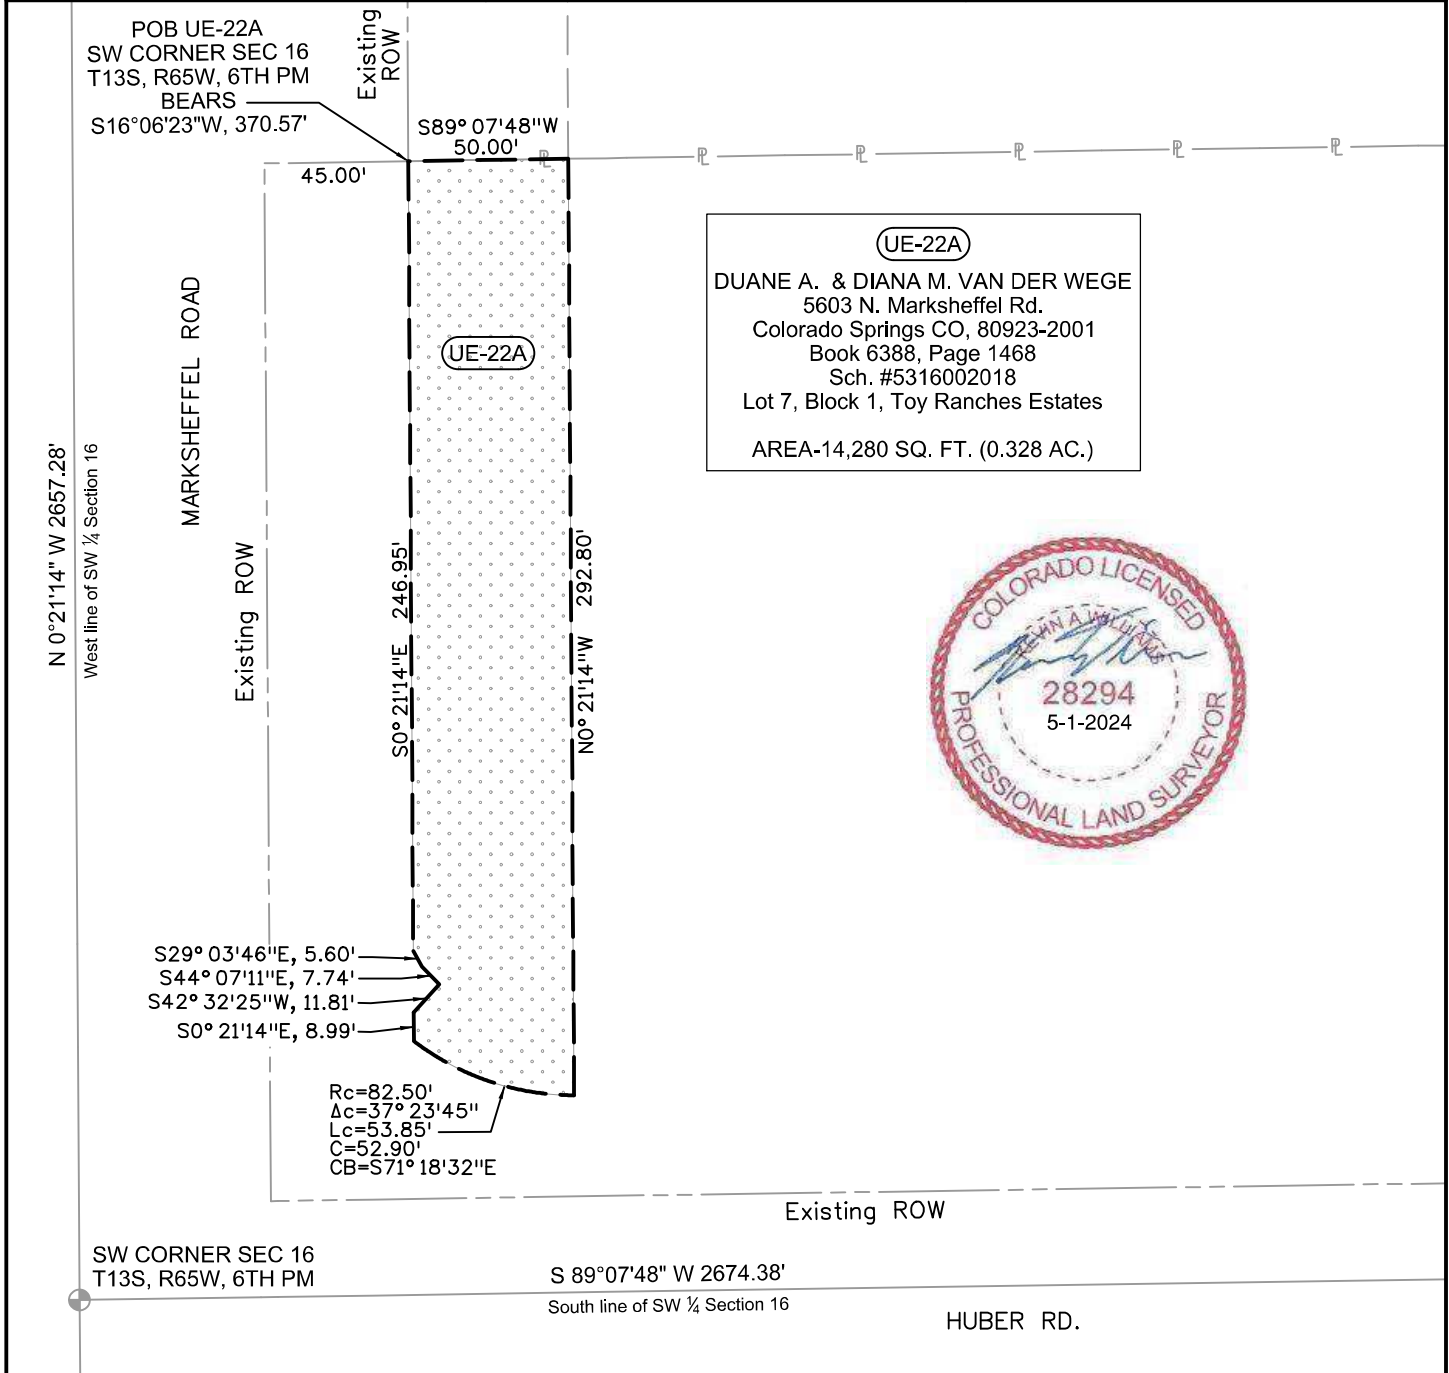 POB UE-22A
SW CORNER SEC 16
T13S, R65W, 6TH PM
BEARS
S16°06'23"W, 370.57'
Existing
ROW
S89° 07'48"W
50.00'
45.00'
PL PL PL PL PL PL
UE-22A
DUANE A. & DIANA M. VAN DER WEGE
5603 N. Marksheffel Rd.
Colorado Springs CO, 80923-2001
Book 6388, Page 1468
Sch. #5316002018
Lot 7, Block 1, Toy Ranches Estates
AREA-14,280 SQ. FT. (0.328 AC.)
UE-22A
MARKSHEFFEL ROAD
N 0°21'14" W 2657.28'
West line of SW ¼ Section 16
Existing ROW
S0° 21'14"E 246.95'
N0° 21'14"W 292.80'
COLORADO LICENSED
KEVIN A. WILLIAMS
28294
5-1-2024
PROFESSIONAL LAND SURVEYOR
S29° 03'46"E, 5.60'
S44° 07'11"E, 7.74'
S42° 32'25"W, 11.81'
S0° 21'14"E, 8.99'
Rc=82.50'
Δc=37° 23'45"
Lc=53.85'
C=52.90'
CB=S71° 18'32"E
Existing ROW
SW CORNER SEC 16
T13S, R65W, 6TH PM
S 89°07'48" W 2674.38'
South line of SW ¼ Section 16
HUBER RD.